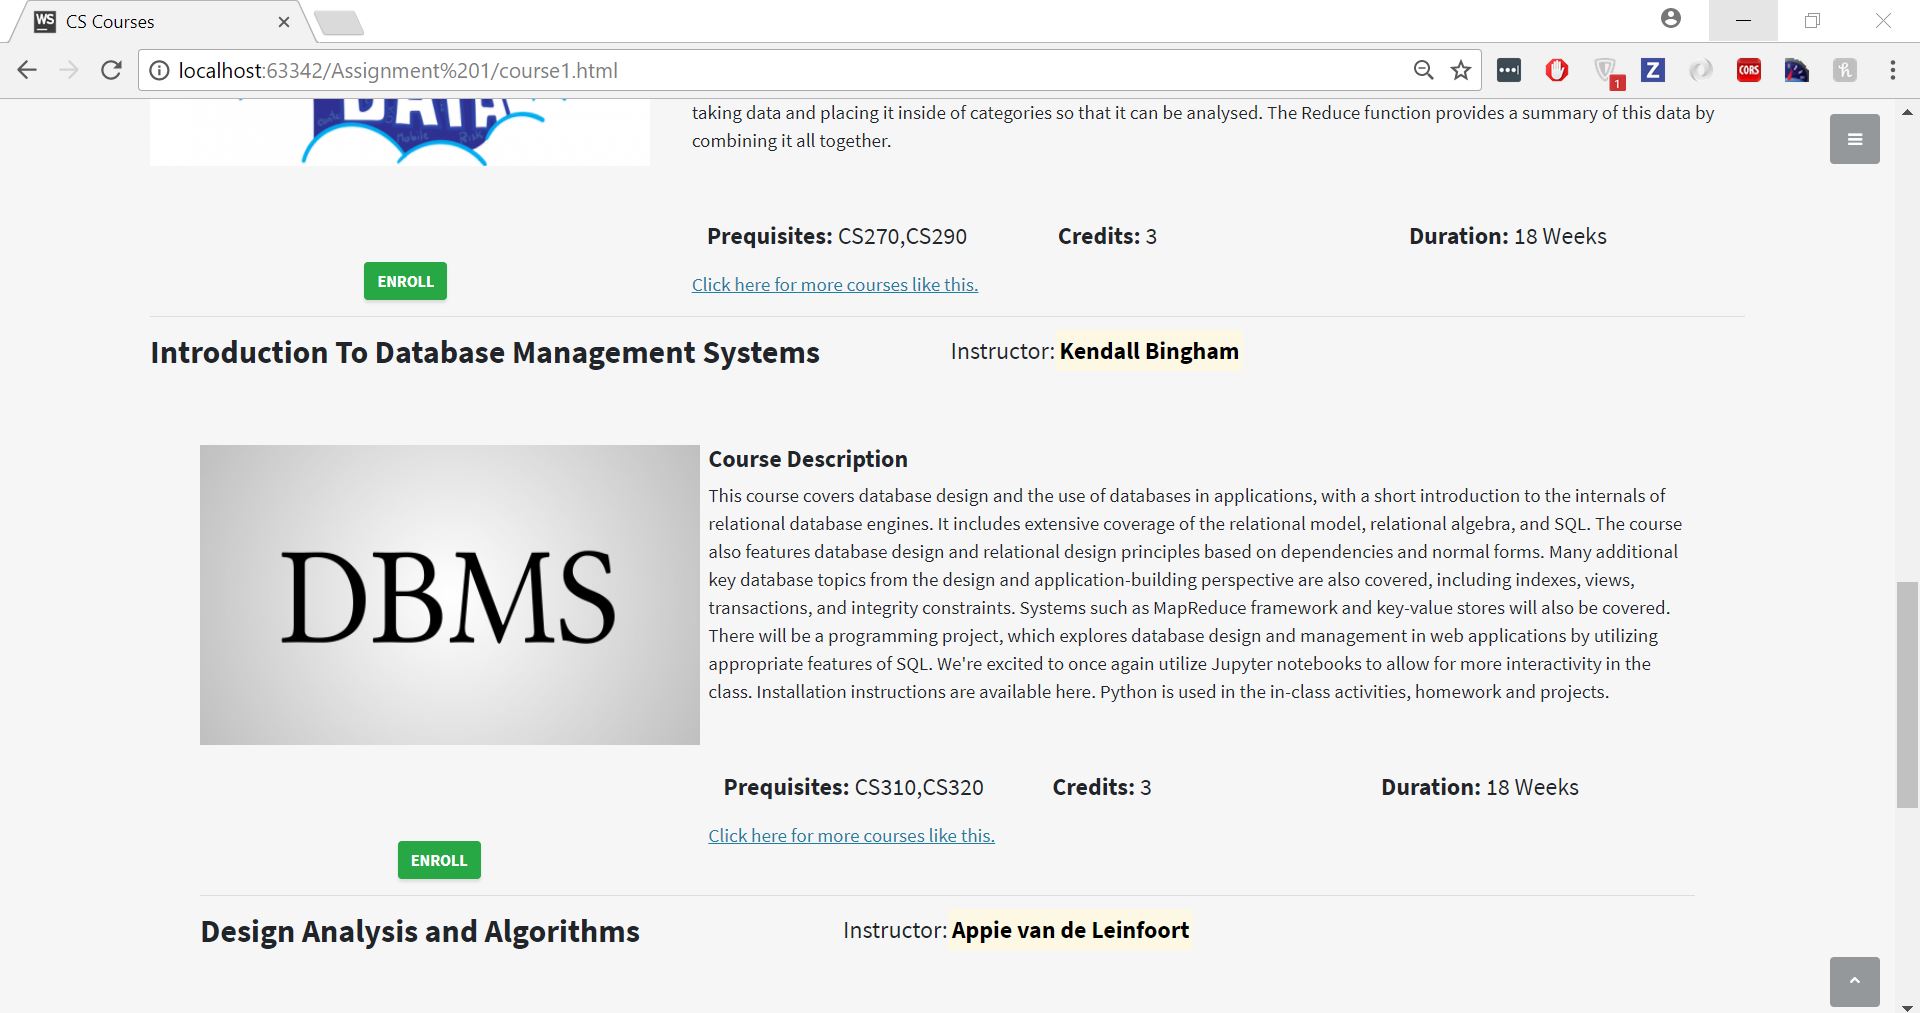 WS CS Courses
localhost:63342/Assignment%201/course1.html
Z
1
CORS
h
DATA
Mobile
taking data and placing it inside of categories so that it can be analysed. The Reduce function provides a summary of this data by
combining it all together.
Prequisites: CS270,CS290 Credits: 3 Duration: 18 Weeks
ENROLL
Click here for more courses like this.
Introduction To Database Management Systems Instructor: Kendall Bingham
DBMS
Course Description
This course covers database design and the use of databases in applications, with a short introduction to the internals of
relational database engines. It includes extensive coverage of the relational model, relational algebra, and SQL. The course
also features database design and relational design principles based on dependencies and normal forms. Many additional
key database topics from the design and application-building perspective are also covered, including indexes, views,
transactions, and integrity constraints. Systems such as MapReduce framework and key-value stores will also be covered.
There will be a programming project, which explores database design and management in web applications by utilizing
appropriate features of SQL. We're excited to once again utilize Jupyter notebooks to allow for more interactivity in the
class. Installation instructions are available here. Python is used in the in-class activities, homework and projects.
Prequisites: CS310,CS320 Credits: 3 Duration: 18 Weeks
Click here for more courses like this.
ENROLL
Design Analysis and Algorithms Instructor: Appie van de Leinfoort